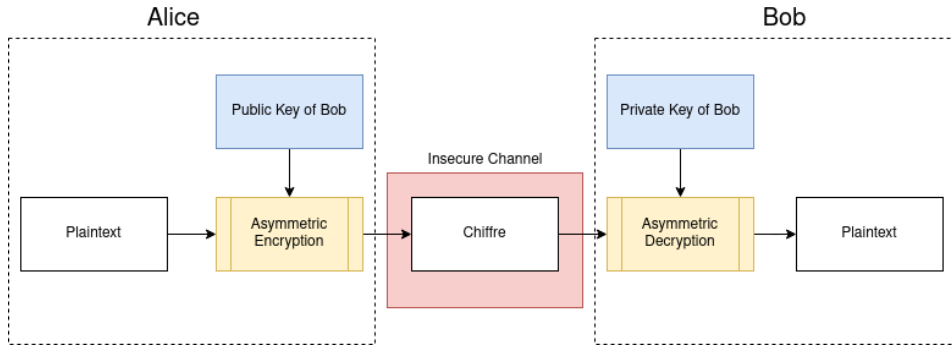 Alice
Bob
Public Key of Bob
Private Key of Bob
Insecure Channel
Plaintext
Asymmetric
Encryption
Chiffre
Asymmetric
Decryption
Plaintext